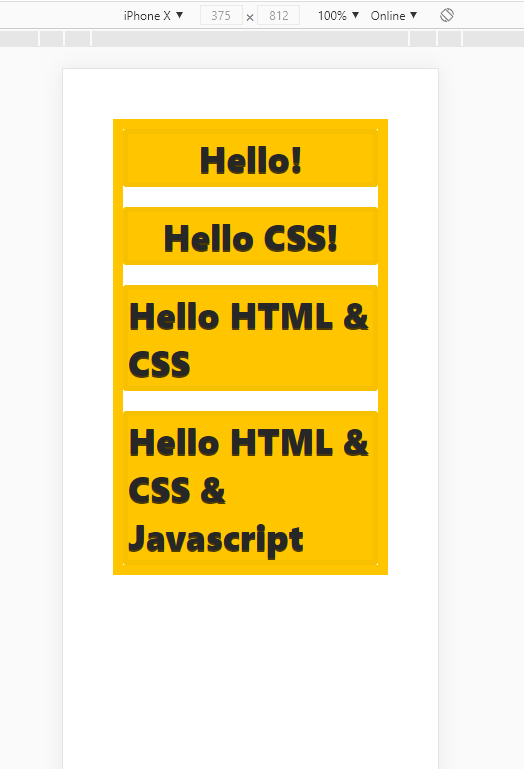 iPhone X ▼ 375 × 812 100% ▼ Online ▼
Hello!
Hello CSS!
Hello HTML &
CSS
Hello HTML &
CSS &
Javascript